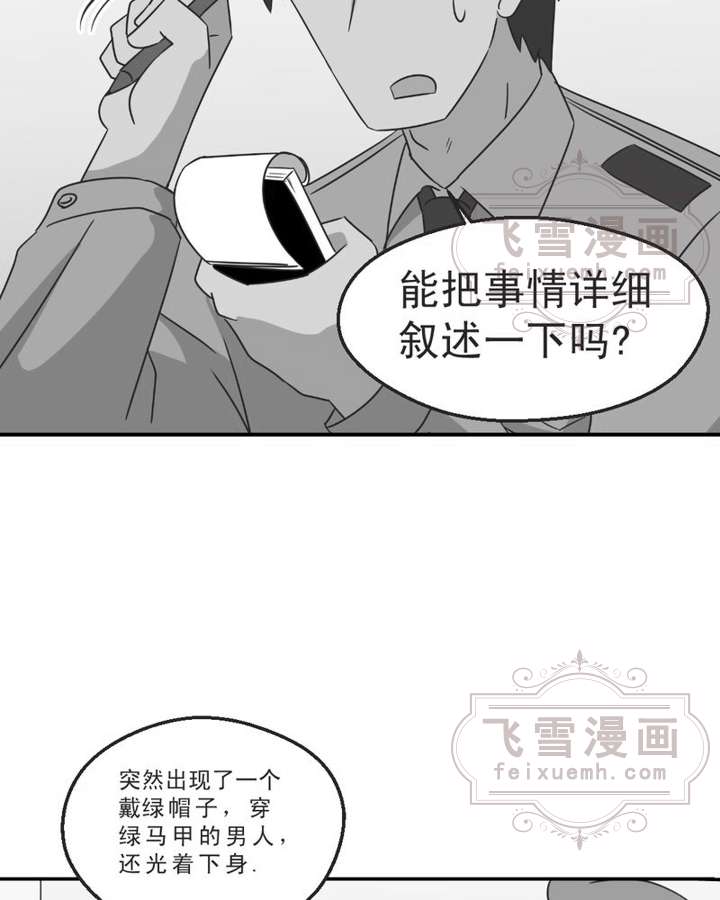 飞雪漫画
feixuemh.com
能把事情详细
叙述一下吗?
飞雪漫画
feixuemh.com
突然出现了一个
戴绿帽子，穿
绿马甲的男人，
还光着下身.